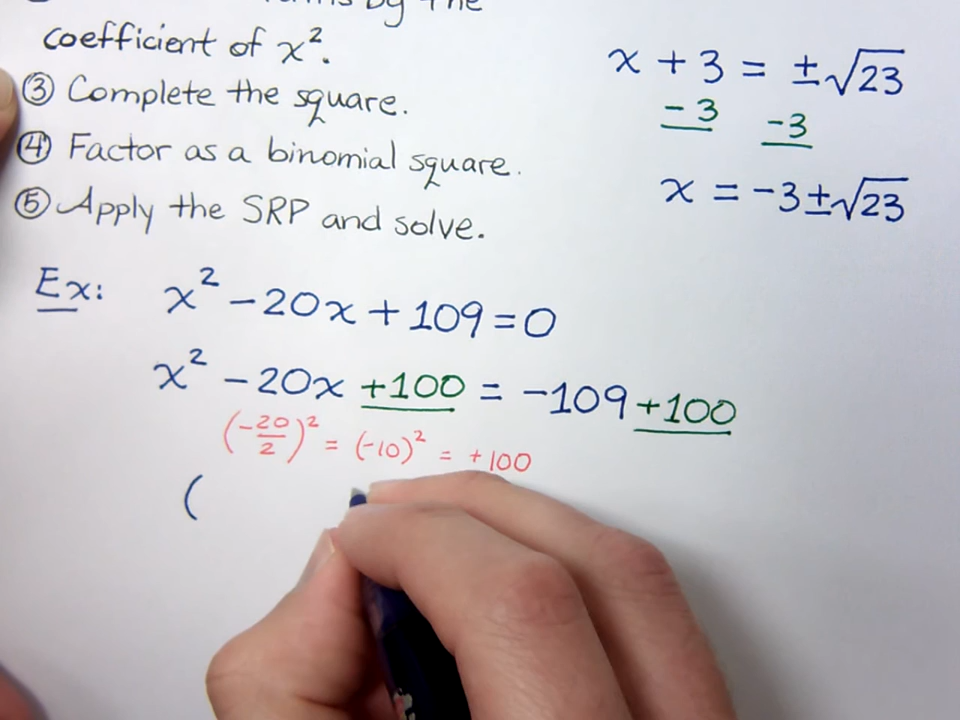 by the
coefficient of x².
③ Complete the square.
④ Factor as a binomial square.
⑤ Apply the SRP and solve.
x + 3 = ±√23
-3 -3
x = -3±√23
Ex: x² - 20x + 109 = 0
x² - 20x +100 = -109 +100
(-20/2)² = (-10)² = +100
(